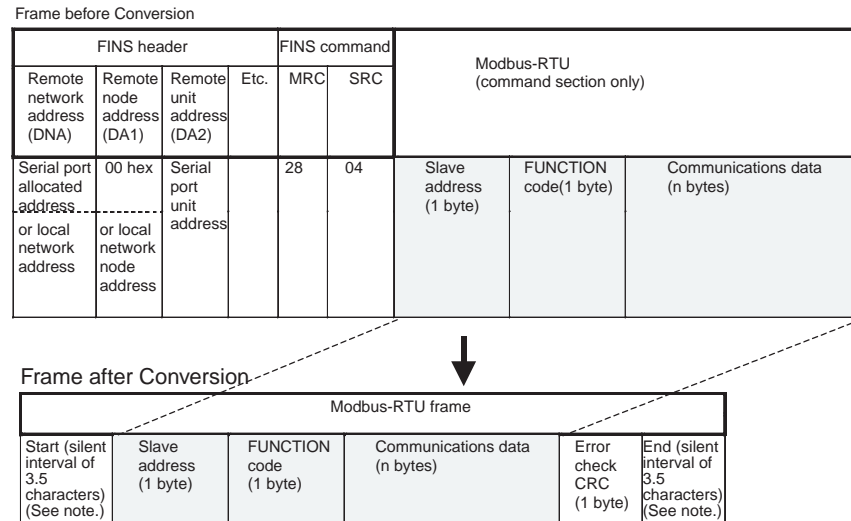 Frame before Conversion
FINS header
FINS command
Modbus-RTU
(command section only)
Remote
network
address
(DNA)
Remote
node
address
(DA1)
Remote
unit
address
(DA2)
Etc.
MRC
SRC
Serial port
allocated
address
or local
network
address
00 hex
or local
network
node
address
Serial
port
unit
address
28
04
Slave
address
(1 byte)
FUNCTION
code(1 byte)
Communications data
(n bytes)
Frame after Conversion
Modbus-RTU frame
Start (silent
interval of
3.5
characters)
(See note.)
Slave
address
(1 byte)
FUNCTION
code
(1 byte)
Communications data
(n bytes)
Error
check
CRC
(1 byte)
End (silent
interval of
3.5
characters)
(See note.)